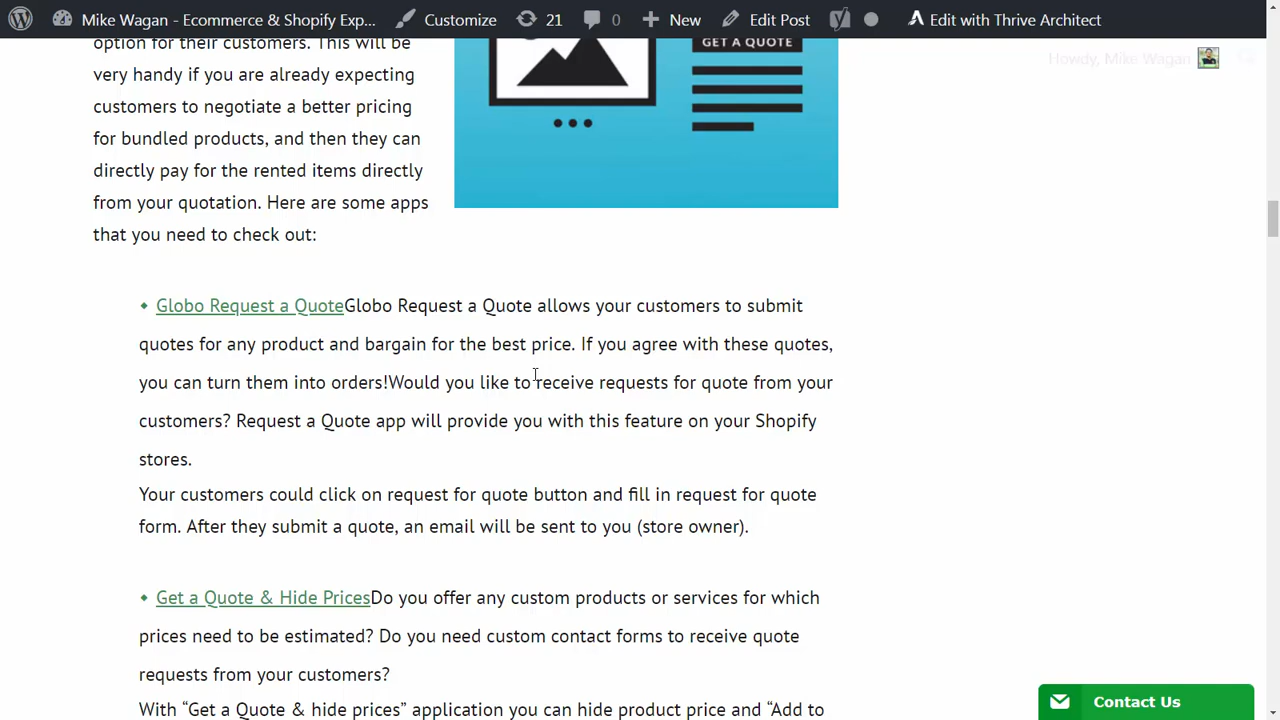 Mike Wagan - Ecommerce & Shopify Exp... Customize 21 0 New Edit Post Edit with Thrive Architect
Howdy, Mike Wagan
option for their customers. This will be
very handy if you are already expecting
customers to negotiate a better pricing
for bundled products, and then they can
directly pay for the rented items directly
from your quotation. Here are some apps
that you need to check out:
GET A QUOTE
Globo Request a QuoteGlobo Request a Quote allows your customers to submit
quotes for any product and bargain for the best price. If you agree with these quotes,
you can turn them into orders!Would you like to receive requests for quote from your
customers? Request a Quote app will provide you with this feature on your Shopify
stores.
Your customers could click on request for quote button and fill in request for quote
form. After they submit a quote, an email will be sent to you (store owner).
Get a Quote & Hide PricesDo you offer any custom products or services for which
prices need to be estimated? Do you need custom contact forms to receive quote
requests from your customers?
With “Get a Quote & hide prices” application you can hide product price and “Add to
Contact Us